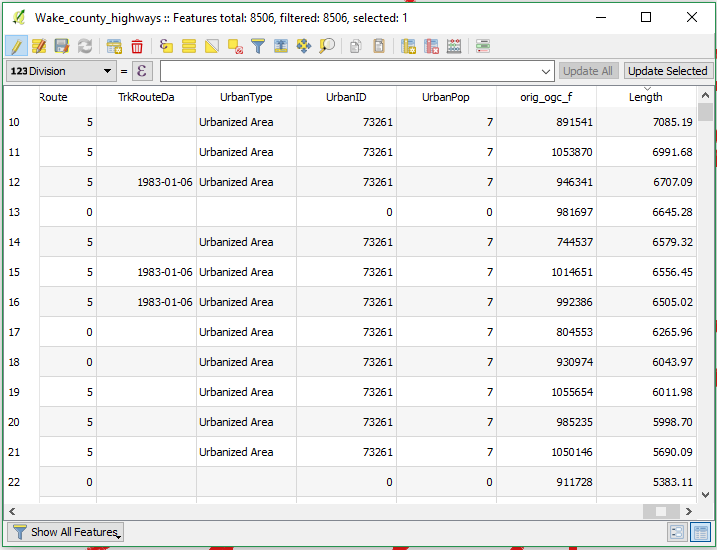 Wake_county_highways :: Features total: 8506, filtered: 8506, selected: 1
123 Division = ε Update All Update Selected
Route TrkRouteDa UrbanType UrbanID UrbanPop orig_ogc_f Length
10 5 Urbanized Area 73261 7 891541 7085.19
11 5 Urbanized Area 73261 7 1053870 6991.68
12 5 1983-01-06 Urbanized Area 73261 7 946341 6707.09
13 0 0 0 981697 6645.28
14 5 Urbanized Area 73261 7 744537 6579.32
15 5 1983-01-06 Urbanized Area 73261 7 1014651 6556.45
16 5 1983-01-06 Urbanized Area 73261 7 992386 6505.02
17 0 Urbanized Area 73261 7 804553 6265.96
18 0 Urbanized Area 73261 7 930974 6043.97
19 5 Urbanized Area 73261 7 1055654 6011.98
20 5 Urbanized Area 73261 7 985235 5998.70
21 5 Urbanized Area 73261 7 1050146 5690.09
22 0 0 0 911728 5383.11
Show All Features